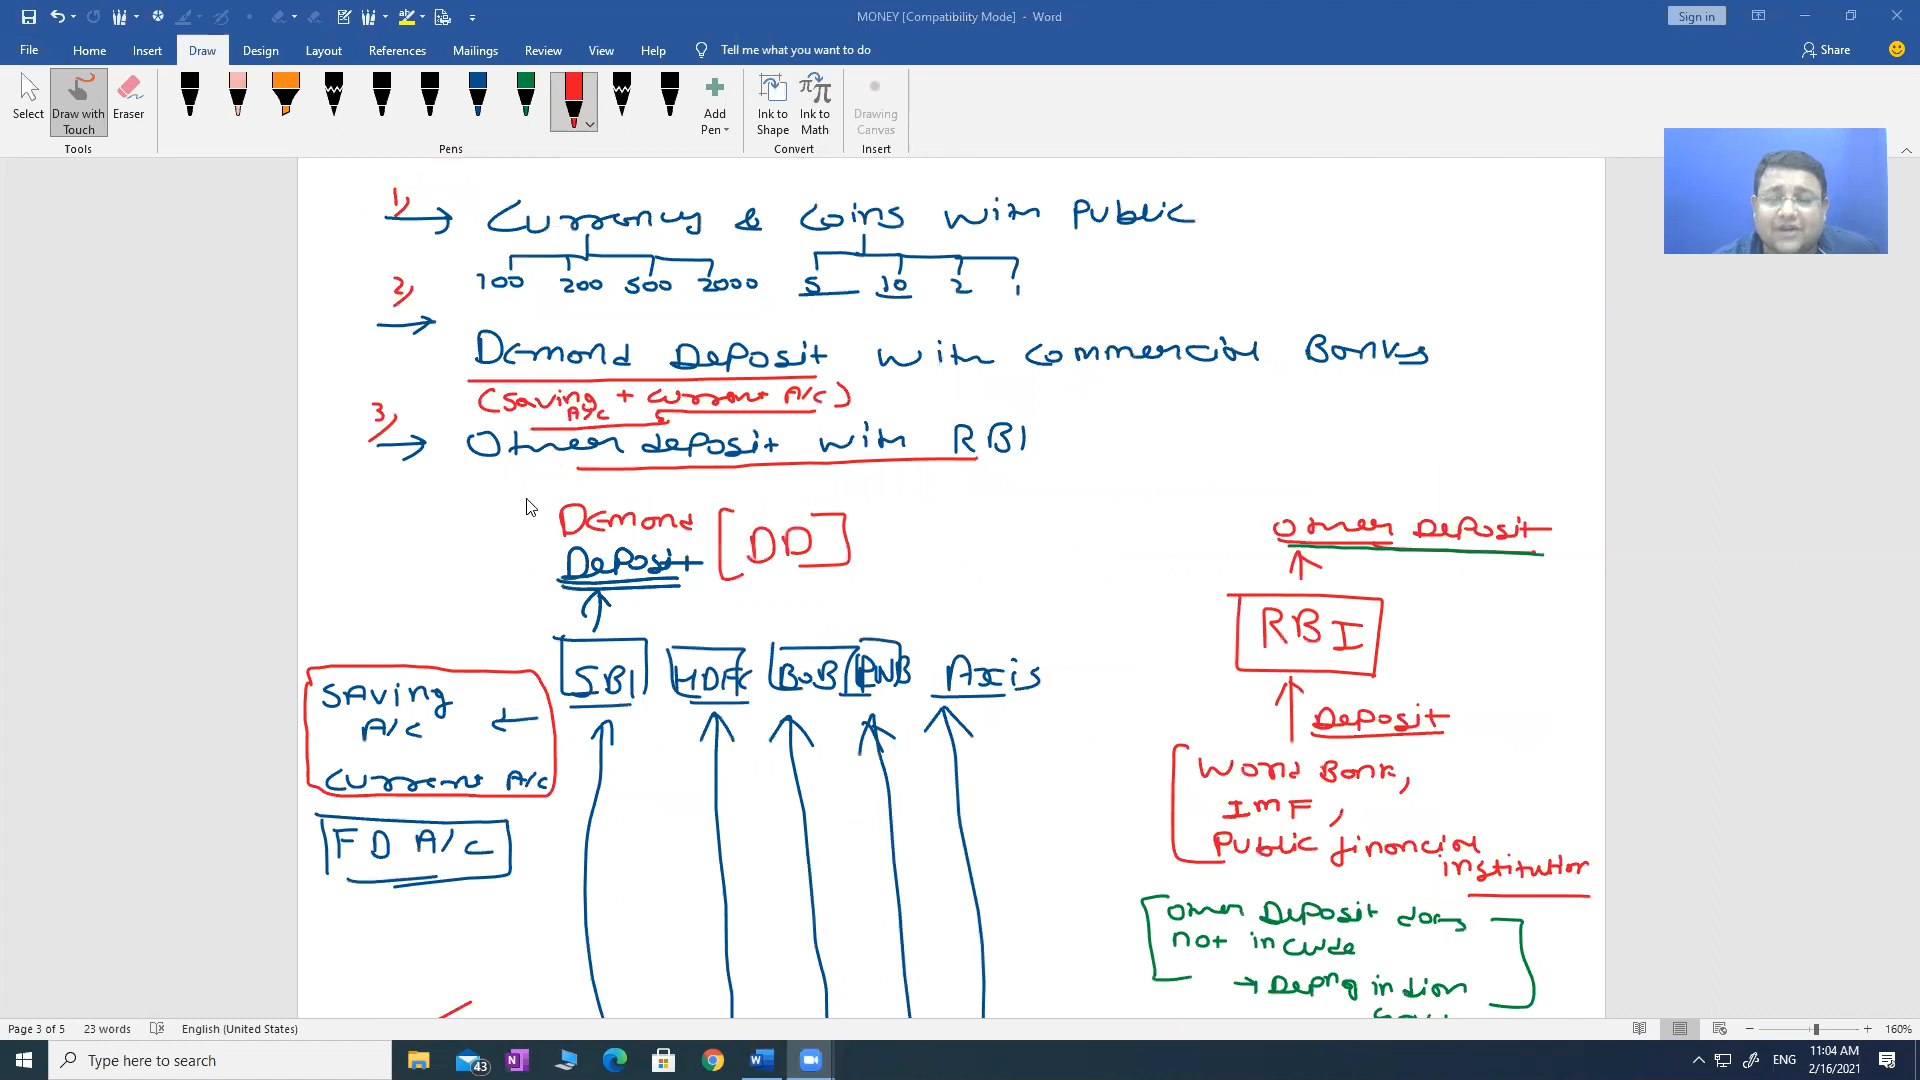 MONEY [Compatibility Mode] - Word
Sign in
File Home Insert Draw Design Layout References Mailings Review View Help Tell me what you want to do
Share
Select
Draw with Touch
Eraser
Add Pen
Ink to Shape
Ink to Math
Drawing Canvas
Tools Pens Convert Insert
1)
Currency & Coins with Public
100 200 500 2000 5 10 2 1
2)
Demand Deposit with commercial Banks
(Saving A/c + current A/c)
3)
Other deposit with RBI
Demand
Deposit
[DD]
Other Deposit
RBI
SBI HDFC BOB PNB Axis
Saving
A/c
Current A/c
FD A/c
Deposit
World Bank,
IMF,
Public financial
institution
Other Deposit does
not include
in dion
Page 3 of 5 23 words English (United States) 160%
Type here to search
43
ENG
11:04 AM
2/16/2021